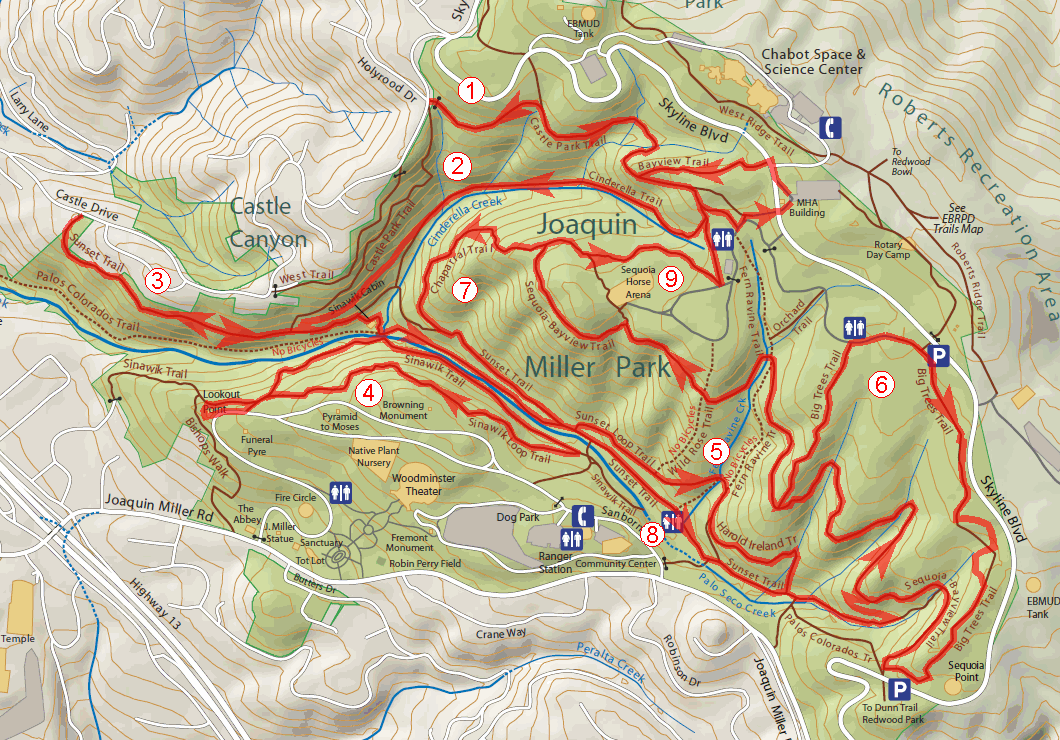 Park
Sky
EBMUD
Tank
Chabot Space &
Science Center
Holyrood Dr
1
Larry Lane
Skyline Blvd
West Ridge Trail
Roberts Recreation Area
Castle Park Trail
To
Redwood
Bowl
2
Bayview Trail
Cinderella Trail
Castle Drive
Castle
Canyon
Cinderella Creek
Castle Park Trail
Joaquin
MHA
Building
See
EBRPD
Trails Map
Sunset Trail
Chaparral Trail
Rotary
Day Camp
Roberts Ridge Trail
3
West Trail
Sequoia
Horse
Arena
9
Fern Ravine Trail
Palos Colorados Trail
Sinawik Cabin
7
Sequoia-Bayview Trail
Orchard
Trail
No Bicycles
Sunset Trail
Miller Park
P
Sinawik Trail
Sinawik Trail
Big Trees Trail
Big Trees Trail
6
4
Lookout
Point
Browning
Monument
Pyramid
to Moses
Sinawik Loop Trail
Sunset Loop Trail
No Bicycles
Wild Rose Trail
5
Ravine Crk
No Bicycles
Fern Ravine Tr
Bishops Walk
Funeral
Pyre
Native Plant
Nursery
Woodminster
Theater
Sunset Trail
Sinawik Trail
Joaquin Miller Rd
Fire Circle
The
Abbey
J. Miller
Statue
Sanctuary
Tot Lot
Fremont
Monument
Robin Perry Field
Dog Park
Sanborn
8
Ranger
Station
Community Center
Harold Ireland Tr
Sunset Trail
Skyline Blvd
Butters Dr
Palo Seco Creek
Sequoia
Bayview Trail
Big Trees Trail
Highway 13
Palos Colorados Tr
EBMUD
Tank
Temple
Crane Way
Peralta Creek
Robinson Dr
Joaquin Miller
Sequoia
Point
P
To Dunn Trail
Redwood Park